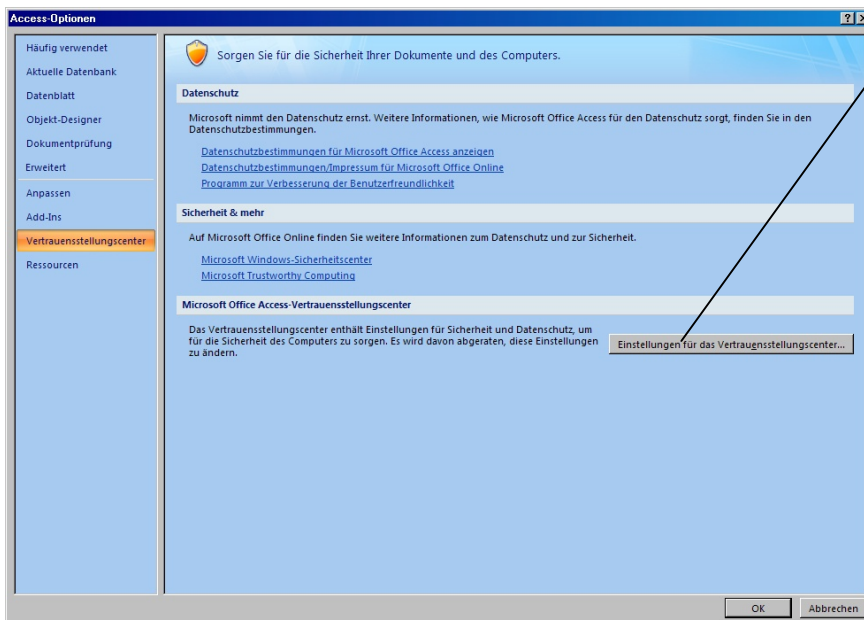 Access-Optionen
Häufig verwendet
Aktuelle Datenbank
Datenblatt
Objekt-Designer
Dokumentprüfung
Erweitert
Anpassen
Add-Ins
Vertrauensstellungscenter
Ressourcen
Sorgen Sie für die Sicherheit Ihrer Dokumente und des Computers.
Datenschutz
Microsoft nimmt den Datenschutz ernst. Weitere Informationen, wie Microsoft Office Access für den Datenschutz sorgt, finden Sie in den
Datenschutzbestimmungen.
Datenschutzbestimmungen für Microsoft Office Access anzeigen
Datenschutzbestimmungen/Impressum für Microsoft Office Online
Programm zur Verbesserung der Benutzerfreundlichkeit
Sicherheit & mehr
Auf Microsoft Office Online finden Sie weitere Informationen zum Datenschutz und zur Sicherheit.
Microsoft Windows-Sicherheitscenter
Microsoft Trustworthy Computing
Microsoft Office Access-Vertrauensstellungscenter
Das Vertrauensstellungscenter enthält Einstellungen für Sicherheit und Datenschutz, um
für die Sicherheit des Computers zu sorgen. Es wird davon abgeraten, diese Einstellungen
zu ändern.
Einstellungen für das Vertrauensstellungscenter...
OK
Abbrechen